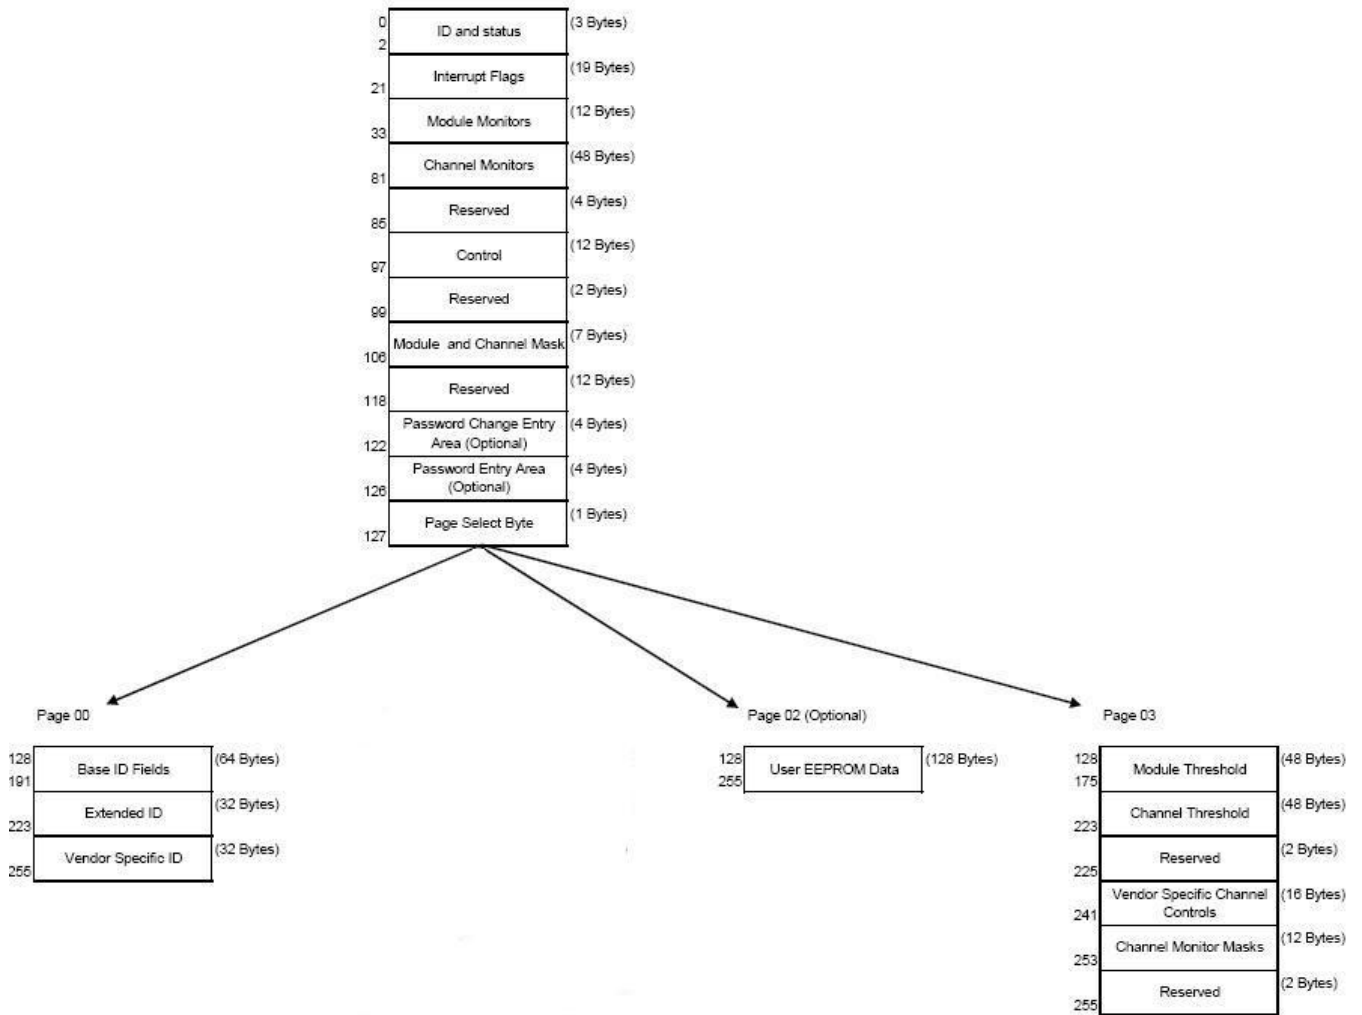 0
ID and status
(3 Bytes)
2
Interrupt Flags
(19 Bytes)
21
Module Monitors
(12 Bytes)
33
Channel Monitors
(48 Bytes)
81
Reserved
(4 Bytes)
85
Control
(12 Bytes)
97
Reserved
(2 Bytes)
99
Module and Channel Mask
(7 Bytes)
106
Reserved
(12 Bytes)
118
Password Change Entry
Area (Optional)
(4 Bytes)
122
Password Entry Area
(Optional)
(4 Bytes)
126
Page Select Byte
(1 Bytes)
127
Page 00
128
Base ID Fields
(64 Bytes)
191
Extended ID
(32 Bytes)
223
Vendor Specific ID
(32 Bytes)
255
Page 02 (Optional)
128
User EEPROM Data
(128 Bytes)
255
Page 03
128
Module Threshold
(48 Bytes)
175
Channel Threshold
(48 Bytes)
223
Reserved
(2 Bytes)
225
Vendor Specific Channel
Controls
(16 Bytes)
241
Channel Monitor Masks
(12 Bytes)
253
Reserved
(2 Bytes)
255